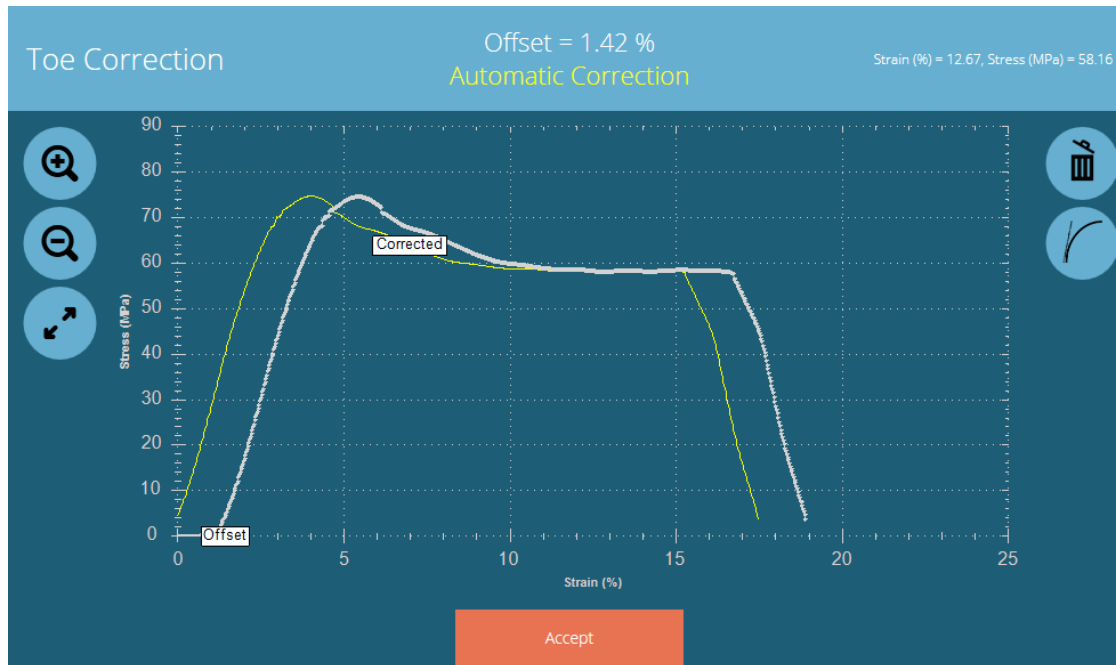 Toe Correction
Offset = 1.42 %
Automatic Correction
Strain (%) = 12.67, Stress (MPa) = 58.16
90
80
70
60
50
40
30
20
10
0
Stress (MPa)
Corrected
Offset
0 5 10 15 20 25
Strain (%)
Accept